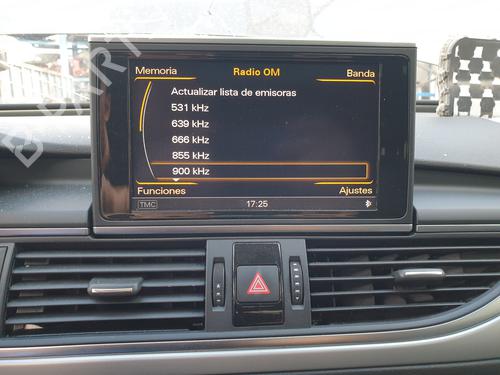 Memoria
Radio OM
Banda
Actualizar lista de emisoras
531 kHz
639 kHz
666 kHz
855 kHz
900 kHz
Funciones
Ajustes
TMC
17:25